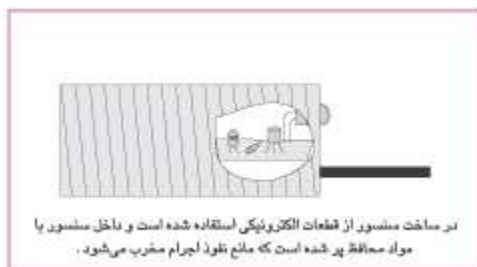 در ساخت سنسور از قطعات الکترونیکی استفاده شده است و داخل سنسور با
مواد محافظ پر شده است که مانع نفوذ اجرام مخرب می‌شود .